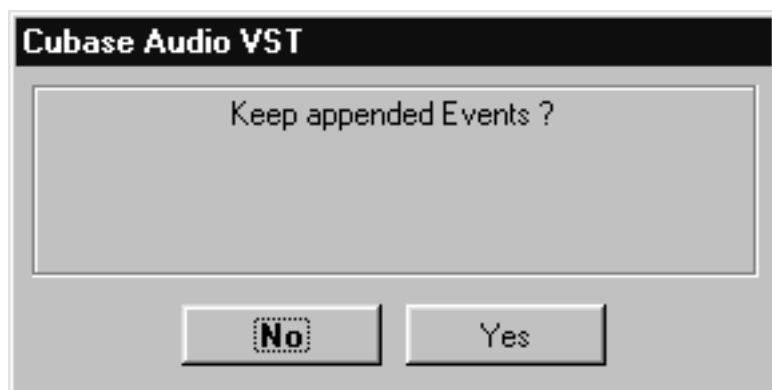 Cubase Audio VST
Keep appended Events ?
No Yes